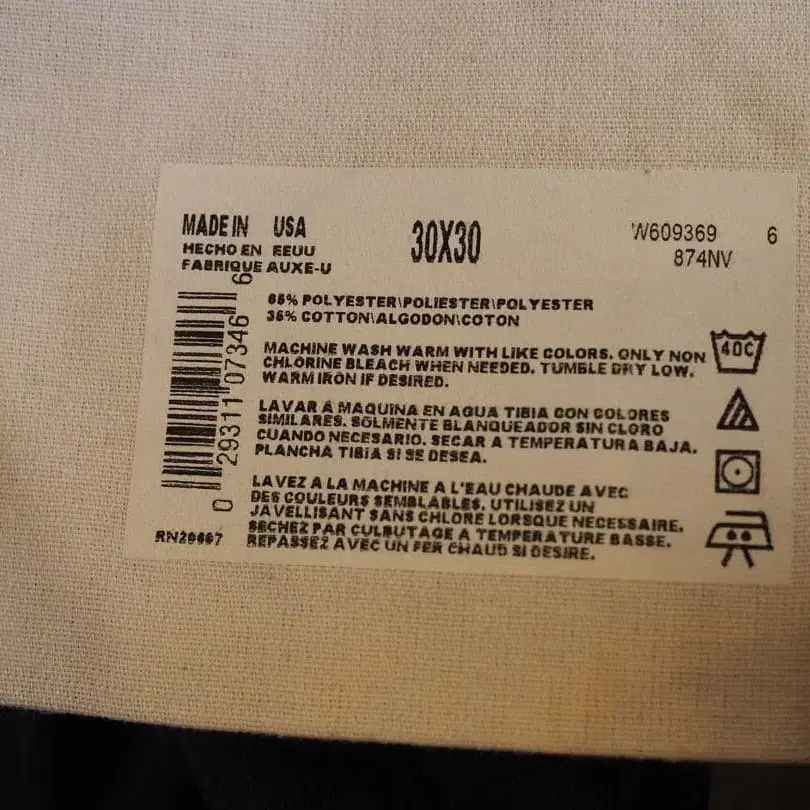 MADE IN USA
HECHO EN EEUU
FABRIQUE AUXE-U
30X30
W609369 6
874NV
65% POLYESTER\POLIESTER\POLYESTER
35% COTTON\ALGODON\COTON
MACHINE WASH WARM WITH LIKE COLORS. ONLY NON
CHLORINE BLEACH WHEN NEEDED. TUMBLE DRY LOW.
WARM IRON IF DESIRED.
LAVAR A MAQUINA EN AGUA TIBIA CON COLORES
SIMILARES. SOLMENTE BLANQUEADOR SIN CLORO
CUANDO NECESARIO. SECAR A TEMPERATURA BAJA.
PLANCHA TIBIA SI SE DESEA.
LAVEZ A LA MACHINE A L'EAU CHAUDE AVEC
DES COULEURS SEMBLABLES. UTILISEZ UN
JAVELLISANT SANS CHLORE LORSQUE NECESSAIRE.
SECHEZ PAR CULBUTAGE A TEMPERATURE BASSE.
REPASSEZ AVEC UN FER CHAUD SI DESIRE.
0 29311 07346 6
40C